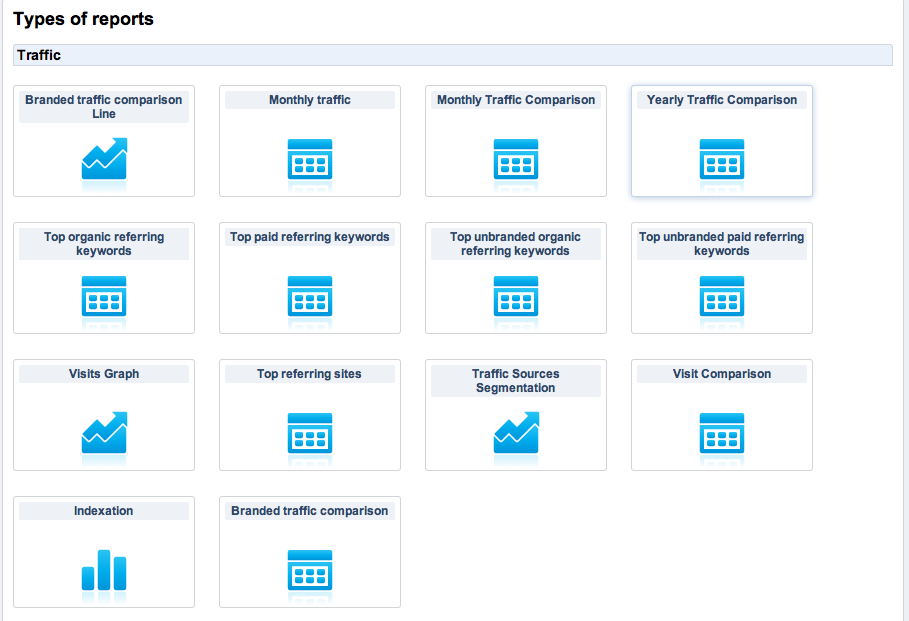 Types of reports
Traffic
Branded traffic comparison
Line
Monthly traffic
Monthly Traffic Comparison
Yearly Traffic Comparison
Top organic referring
keywords
Top paid referring keywords
Top unbranded organic
referring keywords
Top unbranded paid referring
keywords
Visits Graph
Top referring sites
Traffic Sources
Segmentation
Visit Comparison
Indexation
Branded traffic comparison